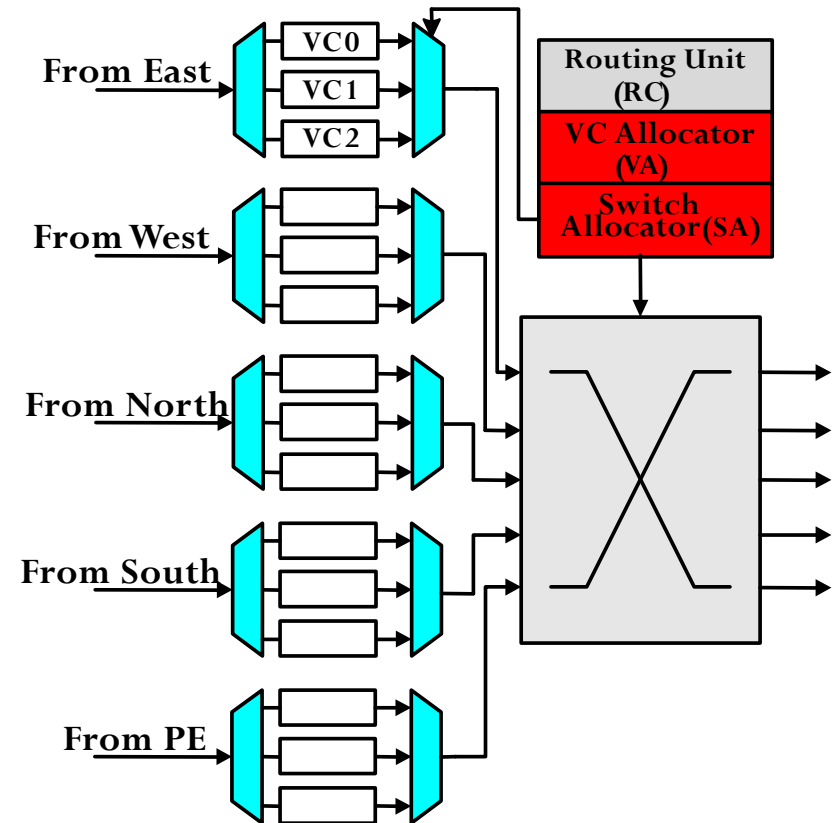 From East
VC0
VC1
VC2
Routing Unit
(RC)
VC Allocator
(VA)
Switch
Allocator(SA)
From West
From North
From South
From PE